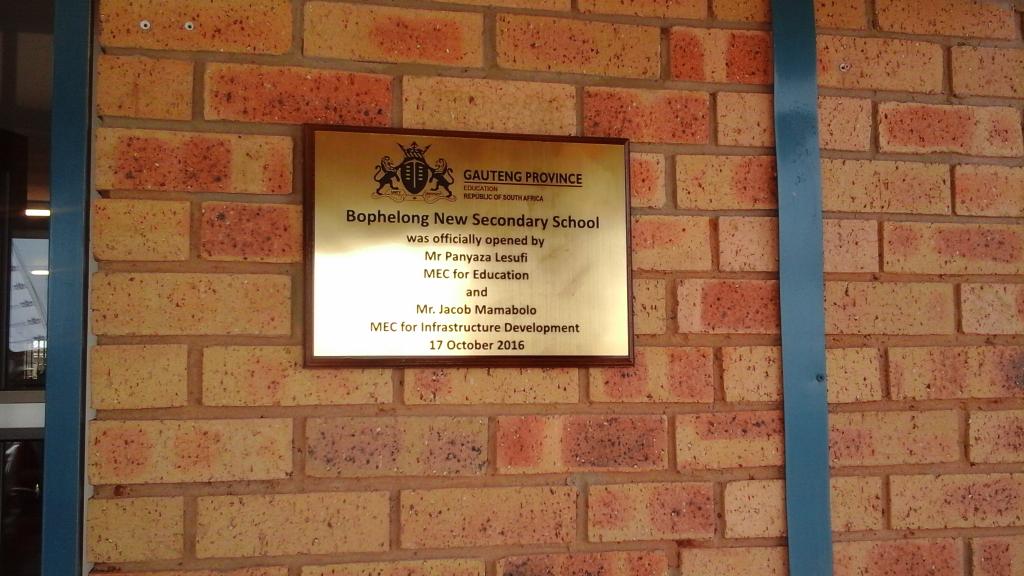 GAUTENG PROVINCE
EDUCATION
REPUBLIC OF SOUTH AFRICA
Bophelong New Secondary School
was officially opened by
Mr Panyaza Lesufi
MEC for Education
and
Mr. Jacob Mamabolo
MEC for Infrastructure Development
17 October 2016